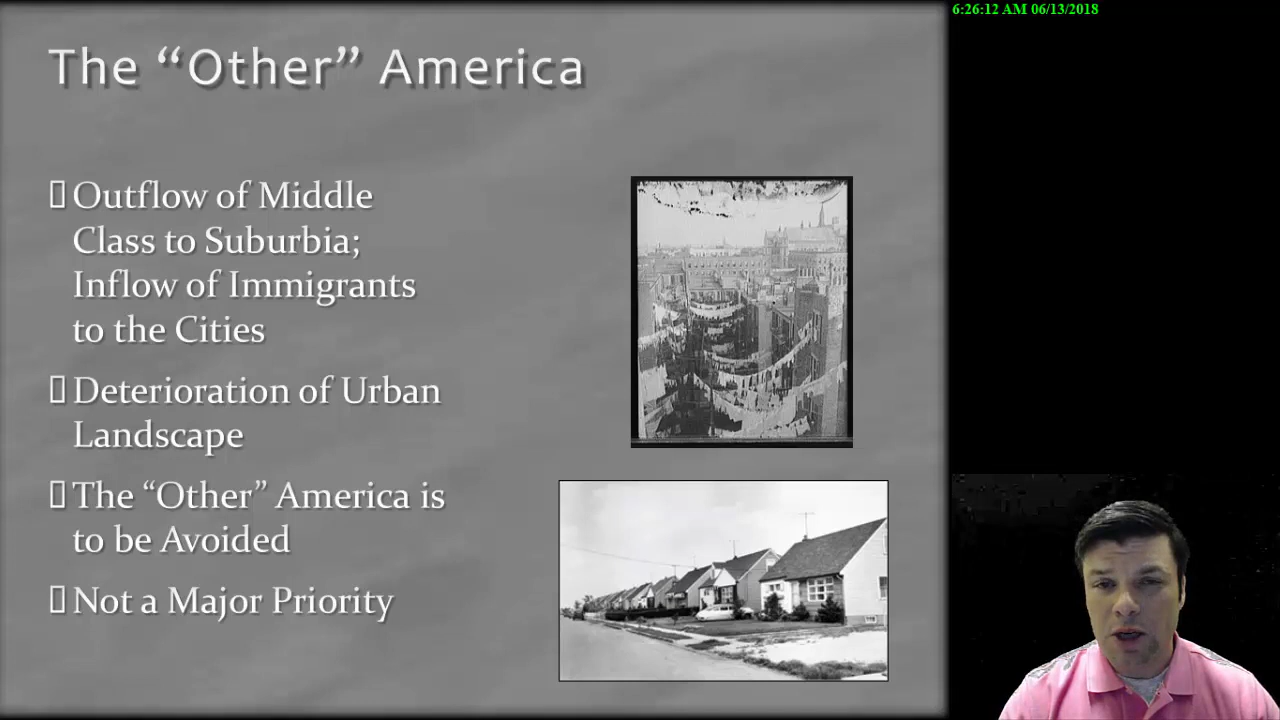 6:26:12 AM 06/13/2018
The “Other” America
▯Outflow of Middle
Class to Suburbia;
Inflow of Immigrants
to the Cities
▯Deterioration of Urban
Landscape
▯The “Other” America is
to be Avoided
▯Not a Major Priority